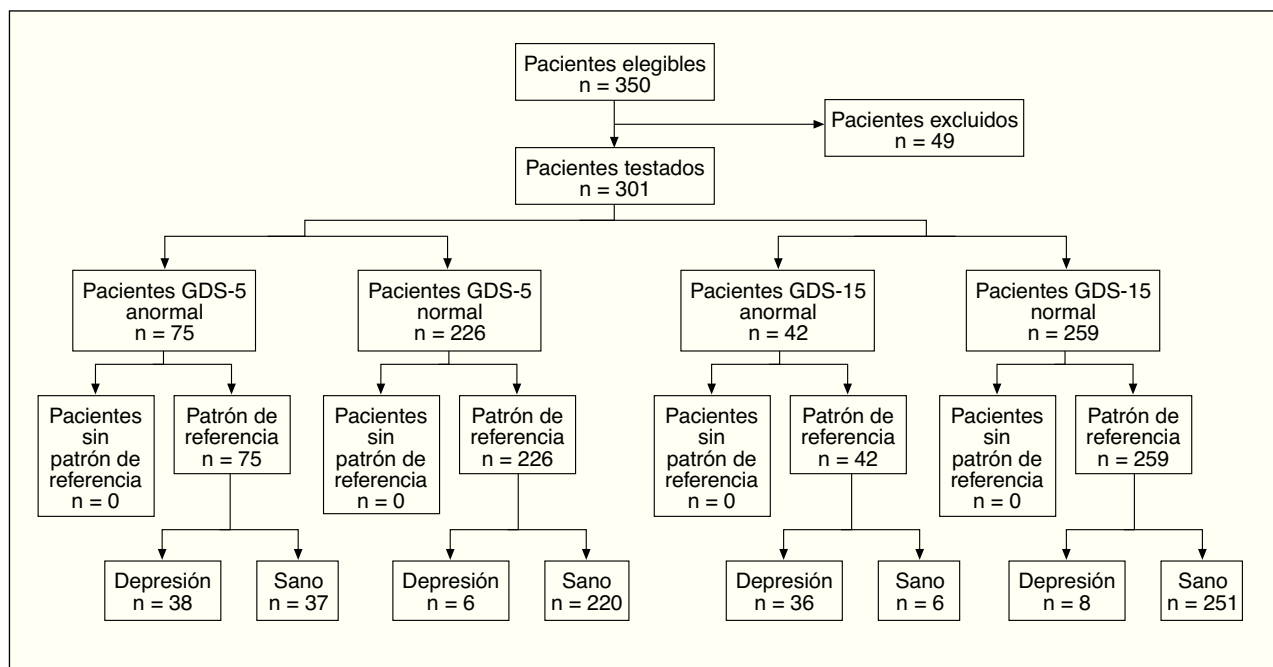 Pacientes elegibles
n = 350
Pacientes excluidos
n = 49
Pacientes testados
n = 301
Pacientes GDS-5
anormal
n = 75
Pacientes GDS-5
normal
n = 226
Pacientes GDS-15
anormal
n = 42
Pacientes GDS-15
normal
n = 259
Pacientes
sin
patrón de
referencia
n = 0
Patrón de
referencia
n = 75
Pacientes
sin
patrón de
referencia
n = 0
Patrón de
referencia
n = 226
Pacientes
sin
patrón de
referencia
n = 0
Patrón de
referencia
n = 42
Pacientes
sin
patrón de
referencia
n = 0
Patrón de
referencia
n = 259
Depresión
n = 38
Sano
n = 37
Depresión
n = 6
Sano
n = 220
Depresión
n = 36
Sano
n = 6
Depresión
n = 8
Sano
n = 251